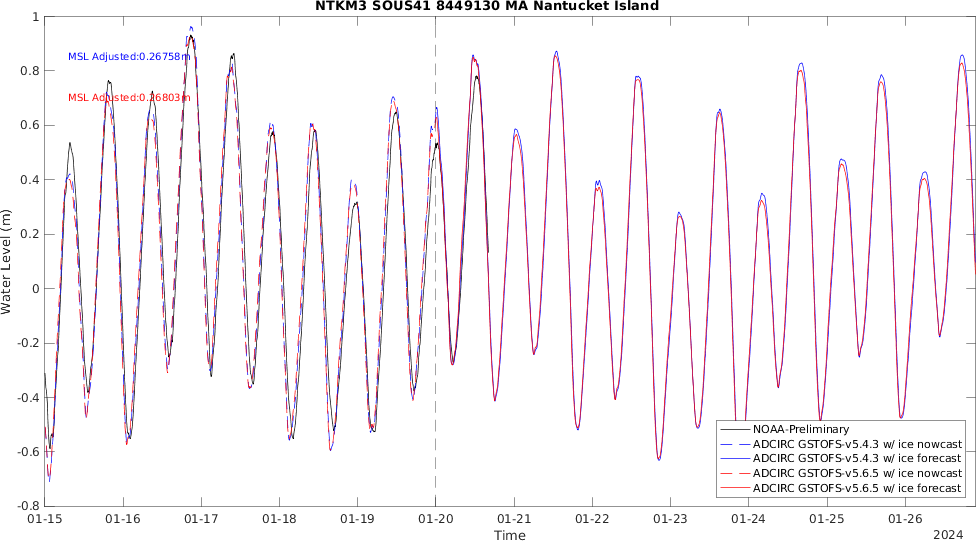 NTKM3 SOUS41 8449130 MA Nantucket Island
1
0.8
0.6
0.4
0.2
0
-0.2
-0.4
-0.6
-0.8
Water Level (m)
MSL Adjusted:0.26758m
MSL Adjusted:0.26803m
NOAA-Preliminary
ADCIRC GSTOFS-v5.4.3 w/ ice nowcast
ADCIRC GSTOFS-v5.4.3 w/ ice forecast
ADCIRC GSTOFS-v5.6.5 w/ ice nowcast
ADCIRC GSTOFS-v5.6.5 w/ ice forecast
01-15 01-16 01-17 01-18 01-19 01-20 01-21 01-22 01-23 01-24 01-25 01-26
Time
2024